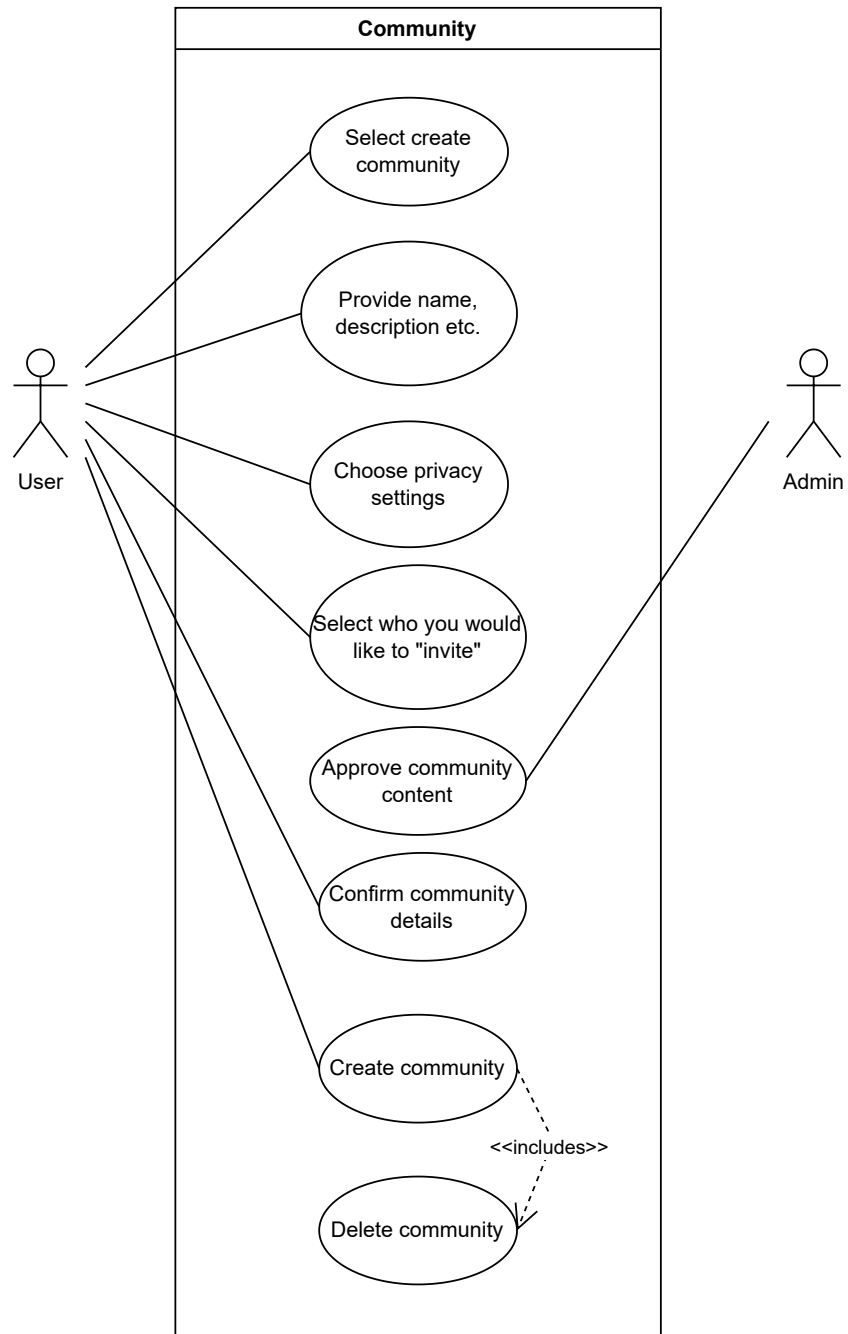 Community
Select create
community
Provide name,
description etc.
User
Admin
Choose privacy
settings
Select who you would
like to "invite"
Approve community
content
Confirm community
details
Create community
<<includes>>
Delete community